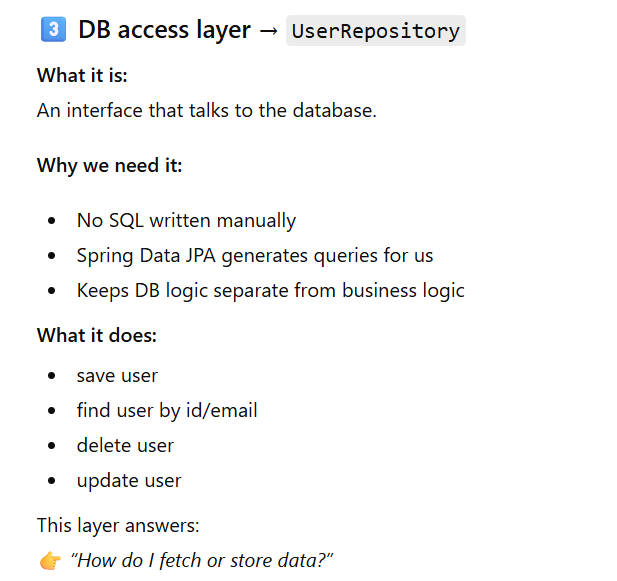 3 DB access layer → UserRepository
What it is:
An interface that talks to the database.
Why we need it:
• No SQL written manually
• Spring Data JPA generates queries for us
• Keeps DB logic separate from business logic
What it does:
• save user
• find user by id/email
• delete user
• update user
This layer answers:
👉 “How do I fetch or store data?”